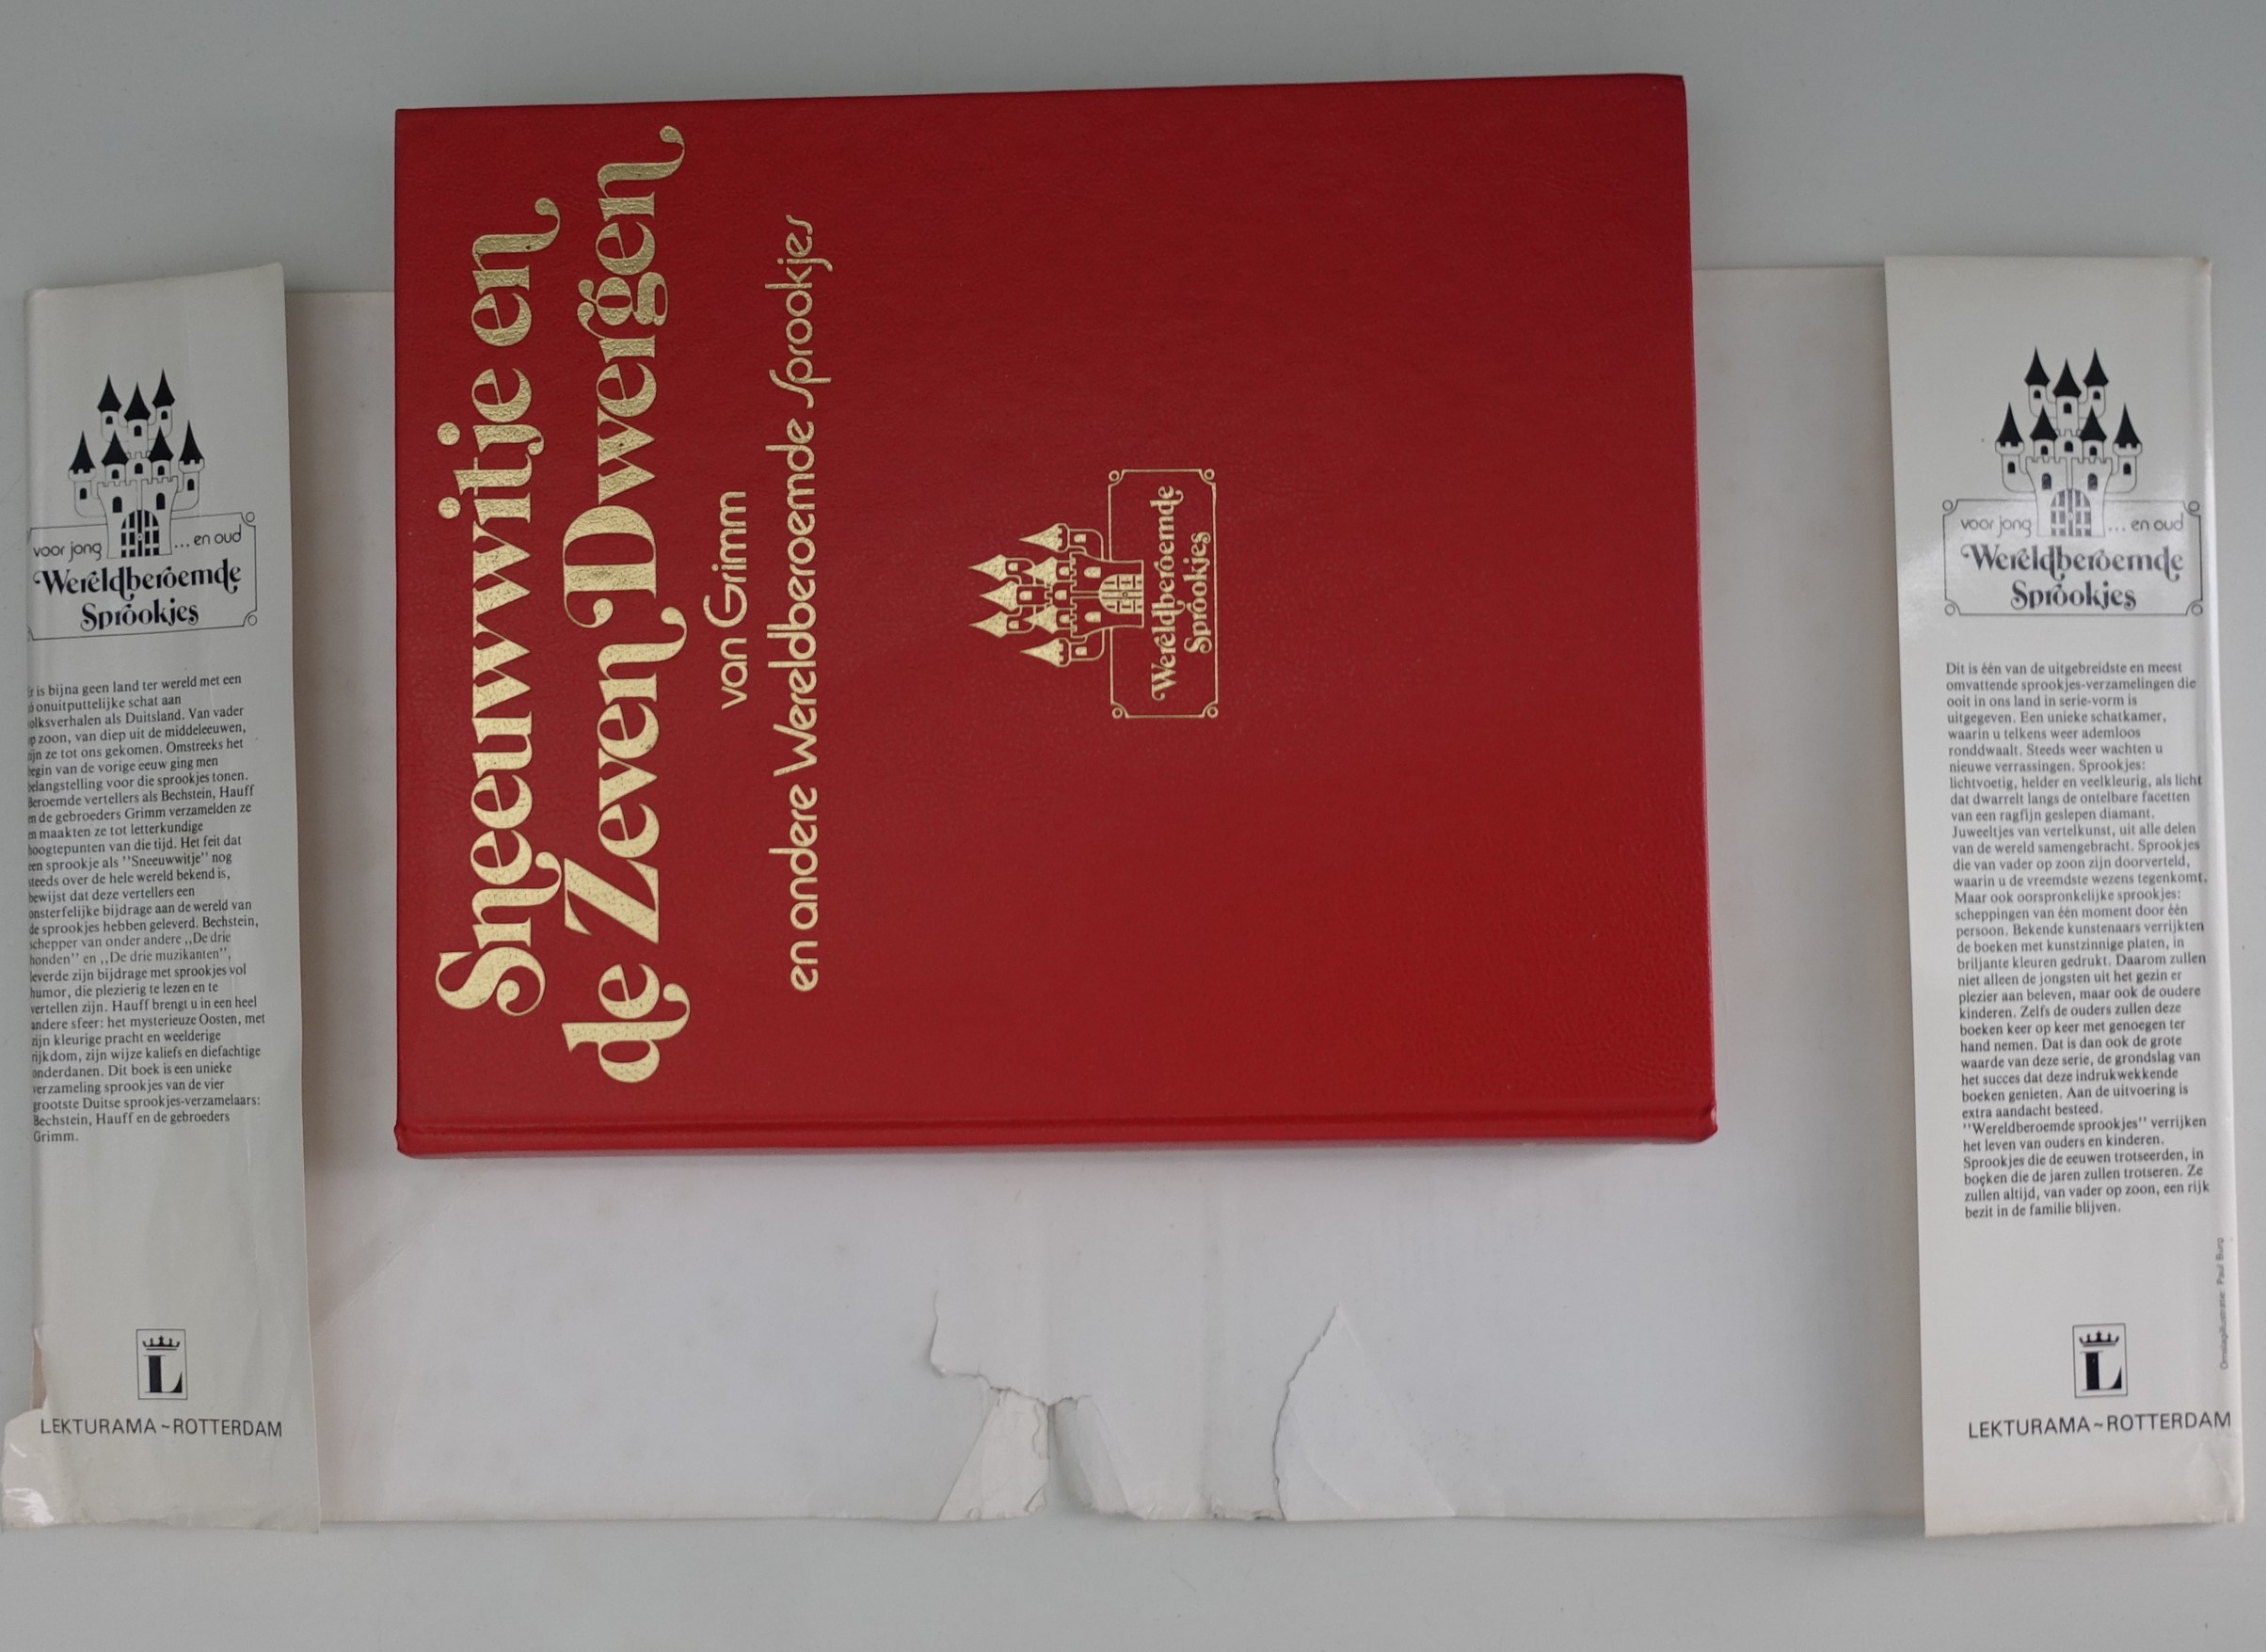 voor jong ... en oud
Wereldberoemde
Sprookjes
is bijna geen land ter wereld met een
onuitputtelijke schat aan
volksverhalen als Duitsland. Van vader
op zoon, van diep uit de middeleeuwen,
zijn ze tot ons gekomen. Omstreeks het
begin van de vorige eeuw ging men
belangstelling voor die sprookjes tonen.
Beroemde vertellers als Bechstein, Hauff
en de gebroeders Grimm verzamelden ze
en maakten ze tot letterkundige
hoogtepunten van die tijd. Het feit dat
een sprookje als ''Sneeuwwitje'' nog
steeds over de hele wereld bekend is,
bewijst dat deze vertellers een
onsterfelijke bijdrage aan de wereld van
de sprookjes hebben geleverd. Bechstein,
schepper van onder andere ,,De drie
honden'' en ,,De drie muzikanten'',
leverde zijn bijdrage met sprookjes vol
humor, die plezierig te lezen en te
vertellen zijn. Hauff brengt u in een heel
andere sfeer: het mysterieuze Oosten, met
zijn kleurige pracht en weelderige
rijkdom, zijn wijze kaliefs en diefachtige
onderdanen. Dit boek is een unieke
verzameling sprookjes van de vier
grootste Duitse sprookjes-verzamelaars:
Bechstein, Hauff en de gebroeders
Grimm.
L
LEKTURAMA~ROTTERDAM
Sneeuwwitje en
de Zeven Dwergen
van Grimm
en andere Wereldberoemde Sprookjes
Wereldberoemde
Sprookjes
voor jong ... en oud
Wereldberoemde
Sprookjes
Dit is één van de uitgebreidste en meest
omvattende sprookjes-verzamelingen die
ooit in ons land in serie-vorm is
uitgegeven. Een unieke schatkamer,
waarin u telkens weer ademloos
ronddwaalt. Steeds weer wachten u
nieuwe verrassingen. Sprookjes:
lichtvoetig, helder en veelkleurig, als licht
dat dwarrelt langs de ontelbare facetten
van een ragfijn geslepen diamant.
Juweeltjes van vertelkunst, uit alle delen
van de wereld samengebracht. Sprookjes
die van vader op zoon zijn doorverteld,
waarin u de vreemdste wezens tegenkomt.
Maar ook oorspronkelijke sprookjes:
scheppingen van één moment door één
persoon. Bekende kunstenaars verrijkten
de boeken met kunstzinnige platen, in
briljante kleuren gedrukt. Daarom zullen
niet alleen de jongsten uit het gezin er
plezier aan beleven, maar ook de oudere
kinderen. Zelfs de ouders zullen deze
boeken keer op keer met genoegen ter
hand nemen. Dat is dan ook de grote
waarde van deze serie, de grondslag van
het succes dat deze indrukwekkende
boeken genieten. Aan de uitvoering is
extra aandacht besteed.
''Wereldberoemde sprookjes'' verrijken
het leven van ouders en kinderen.
Sprookjes die de eeuwen trotseerden, in
boeken die de jaren zullen trotseren. Ze
zullen altijd, van vader op zoon, een rijk
bezit in de familie blijven.
Omslagillustratie: Paul Burg
L
LEKTURAMA~ROTTERDAM